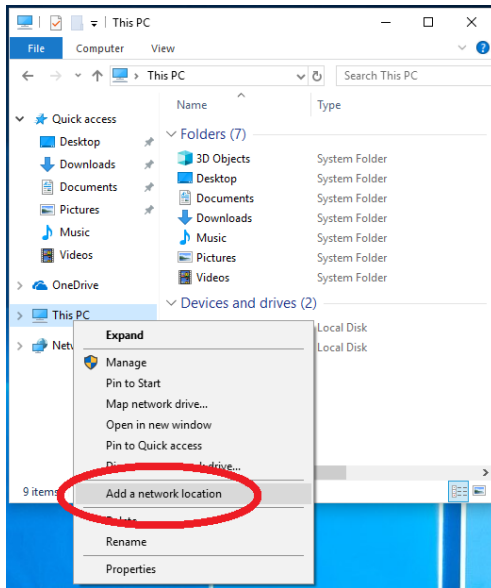 This PC
File Computer View
This PC Search This PC
Name Type
Quick access
Desktop
Downloads
Documents
Pictures
Music
Videos
OneDrive
This PC
Folders (7)
3D Objects System Folder
Desktop System Folder
Documents System Folder
Downloads System Folder
Music System Folder
Pictures System Folder
Videos System Folder
Devices and drives (2)
Local Disk
Local Disk
Expand
Manage
Pin to Start
Map network drive...
Open in new window
Pin to Quick access
drive...
Add a network location
Rename
Properties
9 items